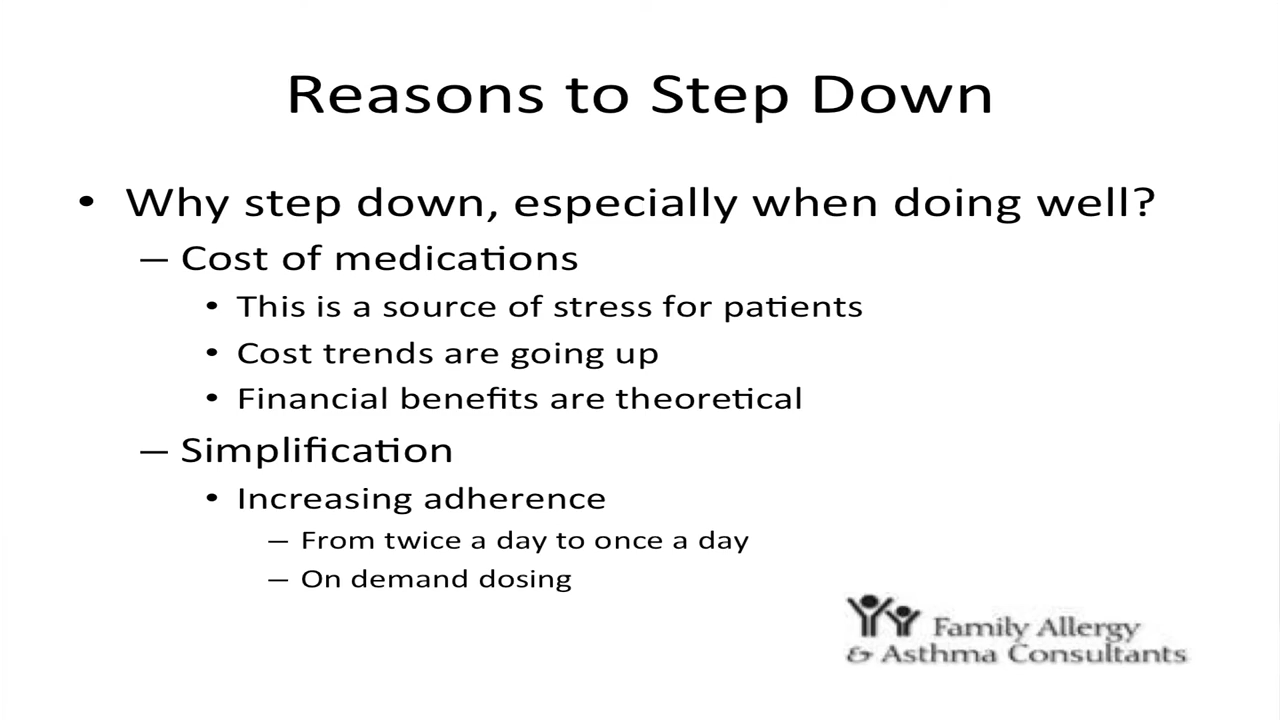 Reasons to Step Down
• Why step down, especially when doing well?
– Cost of medications
• This is a source of stress for patients
• Cost trends are going up
• Financial benefits are theoretical
– Simplification
• Increasing adherence
– From twice a day to once a day
– On demand dosing
Family Allergy
& Asthma Consultants